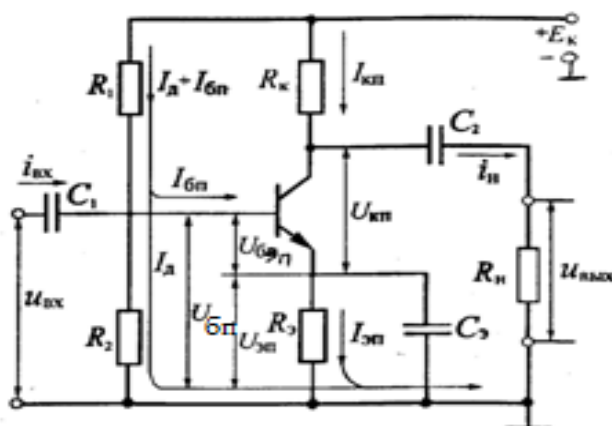 +Eк
−
R₁
Iд+Iбп
Rк
Iкп
C₂
iвх
C₁
Iбп
iн
Uкп
Iд
Uбэп
Rн
uвых
uвх
R₂
Uбп
Uэп
Rэ
Iэп
Cэ